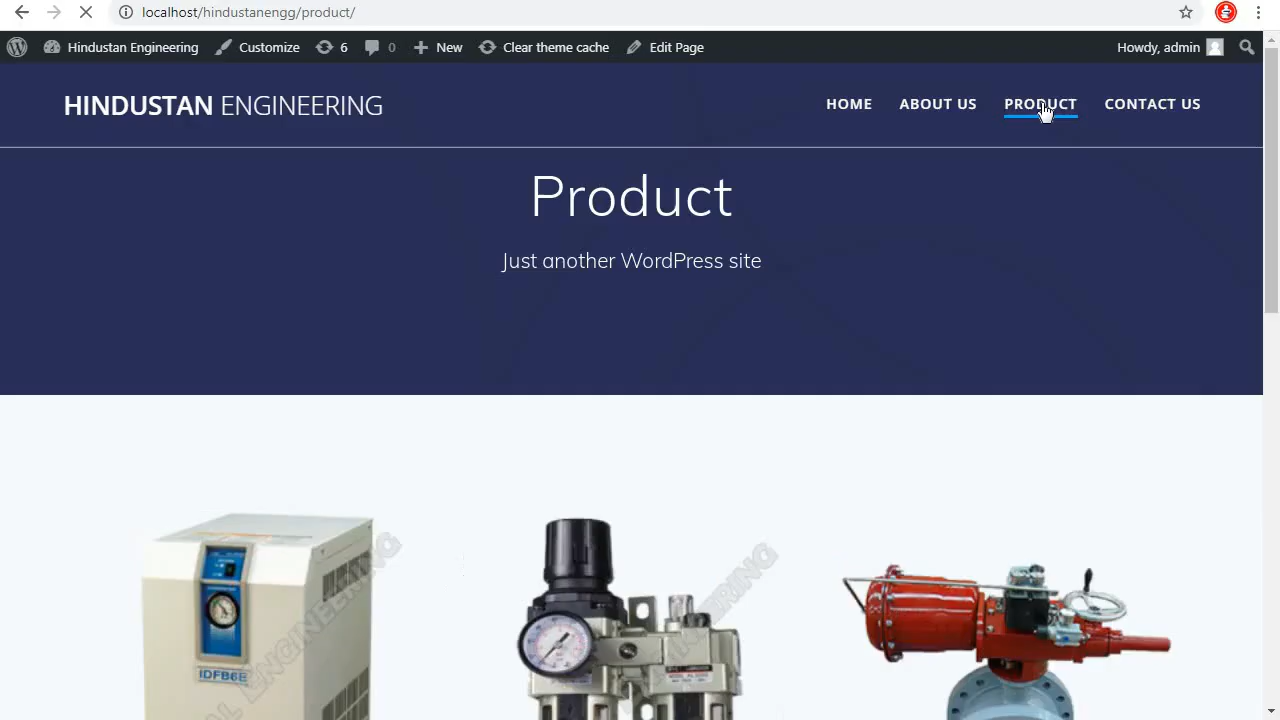 localhost/hindustanengg/product/
Hindustan Engineering Customize 6 0 New Clear theme cache Edit Page Howdy, admin
HINDUSTAN ENGINEERING HOME ABOUT US PRODUCT CONTACT US
Product
Just another WordPress site
IDFB6E
ENGINEERING